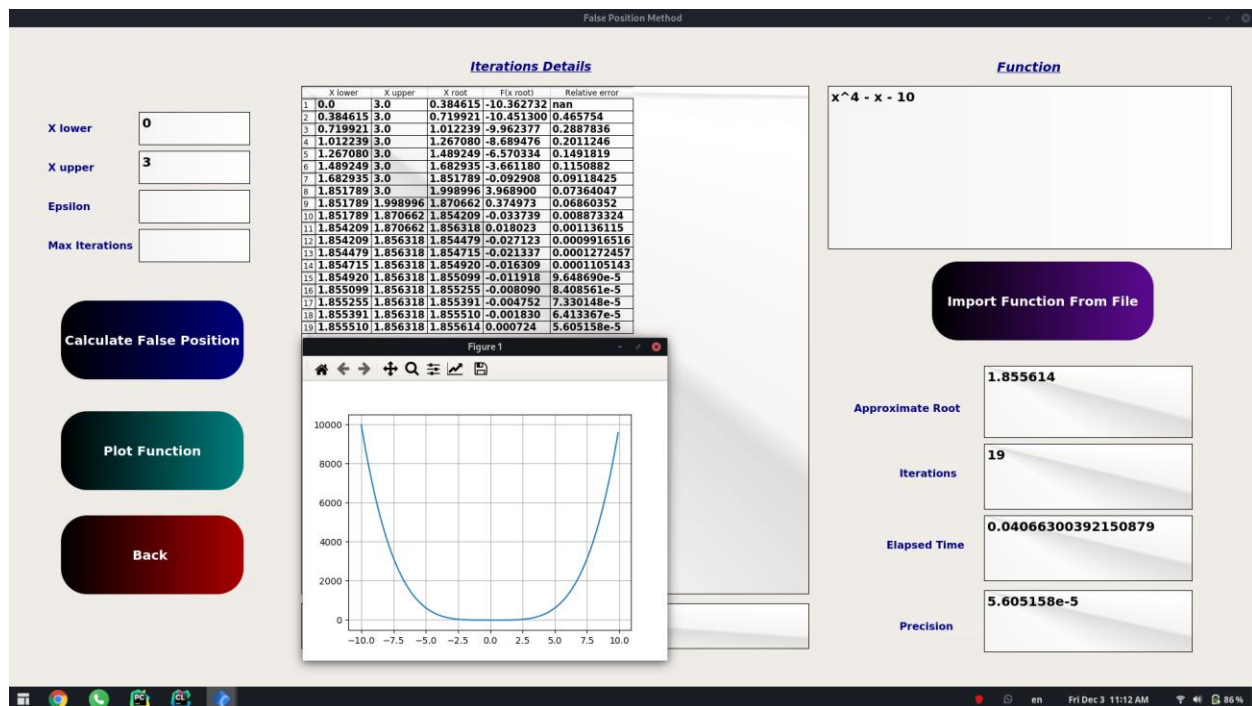 False Position Method
Iterations Details
Function
X lower
0
X upper
3
Epsilon
Max Iterations
Calculate False Position
Plot Function
Back
X lower X upper X root F(x root) Relative error
1 0.0 3.0 0.384615 -10.362732 nan
2 0.384615 3.0 0.719921 -10.451300 0.465754
3 0.719921 3.0 1.012239 -9.962377 0.2887836
4 1.012239 3.0 1.267080 -8.689476 0.2011246
5 1.267080 3.0 1.489249 -6.570334 0.1491819
6 1.489249 3.0 1.682935 -3.661180 0.1150882
7 1.682935 3.0 1.851789 -0.092908 0.09118425
8 1.851789 3.0 1.998996 3.968900 0.07364047
9 1.851789 1.998996 1.870662 0.374973 0.06860352
10 1.851789 1.870662 1.854209 -0.033739 0.008873324
11 1.854209 1.870662 1.856318 0.018023 0.001136115
12 1.854209 1.856318 1.854479 -0.027123 0.0009916516
13 1.854479 1.856318 1.854715 -0.021337 0.0001272457
14 1.854715 1.856318 1.854920 -0.016309 0.0001105143
15 1.854920 1.856318 1.855099 -0.011918 9.648690e-5
16 1.855099 1.856318 1.855255 -0.008090 8.408561e-5
17 1.855255 1.856318 1.855391 -0.004752 7.330148e-5
18 1.855391 1.856318 1.855510 -0.001830 6.413367e-5
19 1.855510 1.856318 1.855614 0.000724 5.605158e-5
Figure 1
10000
8000
6000
4000
2000
0
−10.0 −7.5 −5.0 −2.5 0.0 2.5 5.0 7.5 10.0
x^4 - x - 10
Import Function From File
Approximate Root
1.855614
Iterations
19
Elapsed Time
0.04066300392150879
Precision
5.605158e-5
PC CL en Fri Dec 3 11:12 AM 86 %